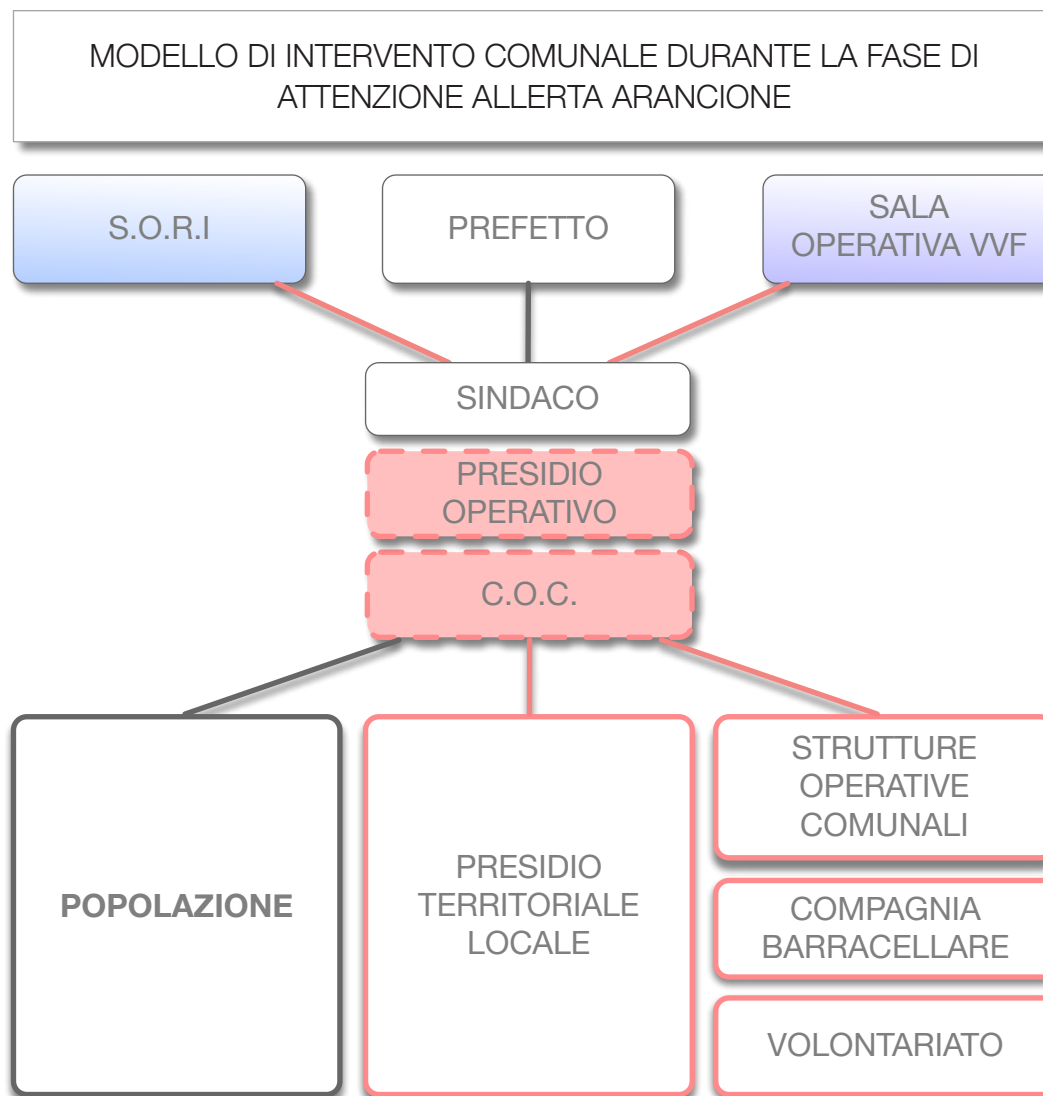 MODELLO DI INTERVENTO COMUNALE DURANTE LA FASE DI
ATTENZIONE ALLERTA ARANCIONE
S.O.R.I
PREFETTO
SALA
OPERATIVA VVF
SINDACO
PRESIDIO
OPERATIVO
C.O.C.
POPOLAZIONE
PRESIDIO
TERRITORIALE
LOCALE
STRUTTURE
OPERATIVE
COMUNALI
COMPAGNIA
BARRACELLARE
VOLONTARIATO